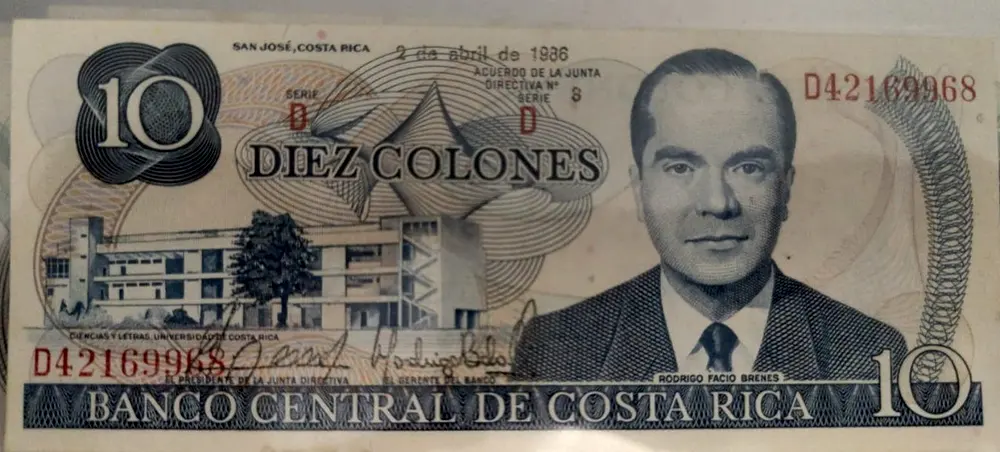 SAN JOSÉ, COSTA RICA
2 de abril de 1986
ACUERDO DE LA JUNTA
DIRECTIVA Nº 8
SERIE
D
SERIE
D
10
D42169968
DIEZ COLONES
CIENCIAS Y LETRAS, UNIVERSIDAD DE COSTA RICA
D42169968
EL PRESIDENTE DE LA JUNTA DIRECTIVA
EL GERENTE DEL BANCO
RODRIGO FACIO BRENES
10
BANCO CENTRAL DE COSTA RICA